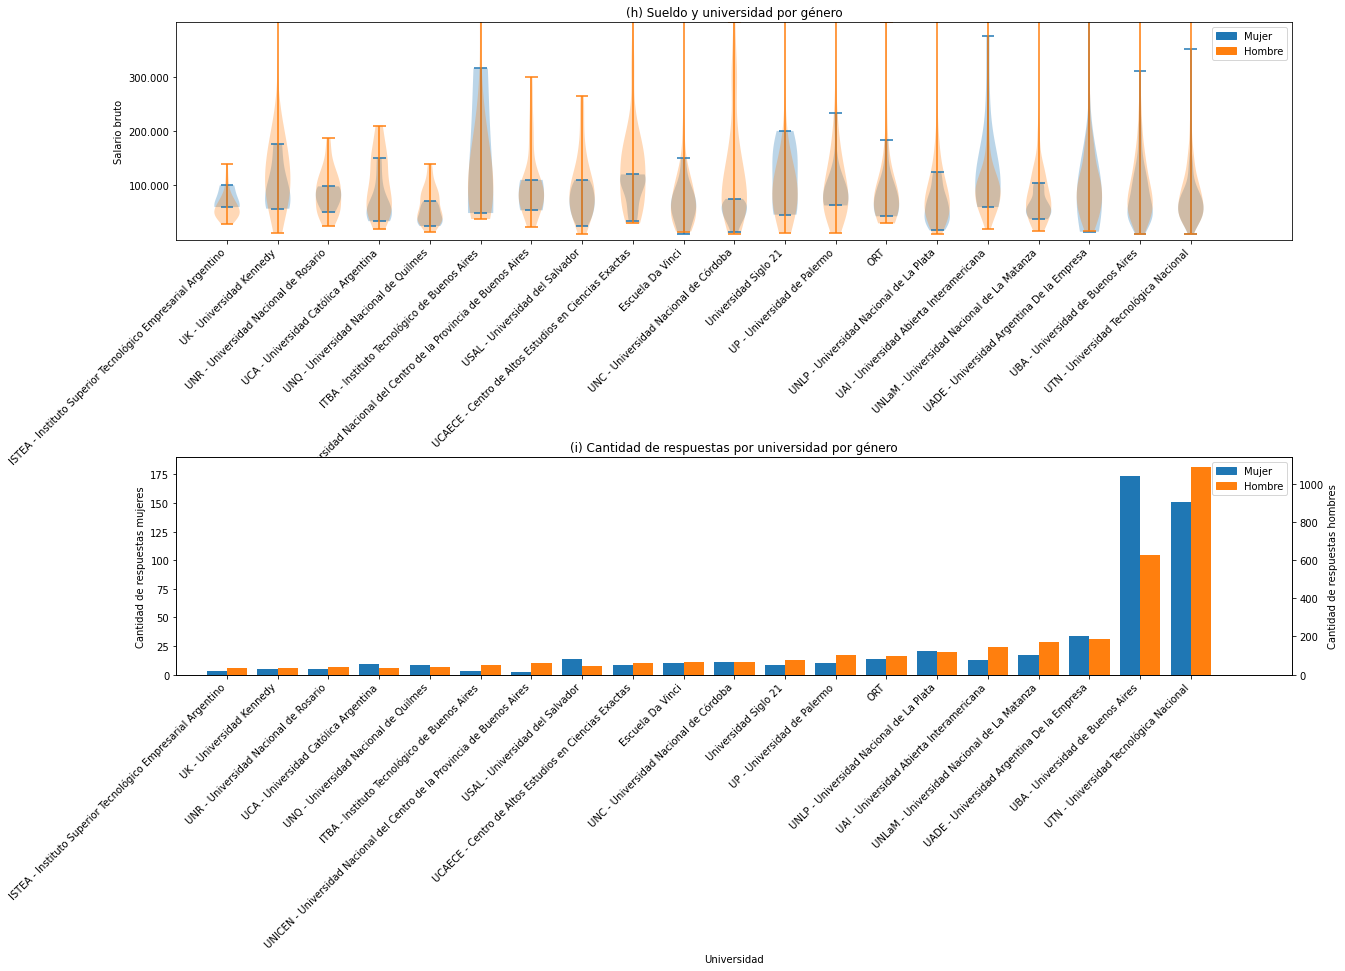 (h) Sueldo y universidad por género
Mujer
Hombre
Salario bruto
300.000
200.000
100.000
ISTEA - Instituto Superior Tecnológico Empresarial Argentino
UK - Universidad Kennedy
UNR - Universidad Nacional de Rosario
UCA - Universidad Católica Argentina
UNQ - Universidad Nacional de Quilmes
ITBA - Instituto Tecnológico de Buenos Aires
Nacional del Centro de la Provincia de Buenos Aires
USAL - Universidad del Salvador
UCAECE - Centro de Altos Estudios en Ciencias Exactas
Escuela Da Vinci
UNC - Universidad Nacional de Córdoba
Universidad Siglo 21
UP - Universidad de Palermo
ORT
UNLP - Universidad Nacional de La Plata
UAI - Universidad Abierta Interamericana
UNLaM - Universidad Nacional de La Matanza
UADE - Universidad Argentina De la Empresa
UBA - Universidad de Buenos Aires
UTN - Universidad Tecnológica Nacional
(i) Cantidad de respuestas por universidad por género
Mujer
Hombre
Cantidad de respuestas mujeres
175
150
125
100
75
50
25
0
Cantidad de respuestas hombres
1000
800
600
400
200
0
ISTEA - Instituto Superior Tecnológico Empresarial Argentino
UK - Universidad Kennedy
UNR - Universidad Nacional de Rosario
UCA - Universidad Católica Argentina
UNQ - Universidad Nacional de Quilmes
ITBA - Instituto Tecnológico de Buenos Aires
UNICEN - Universidad Nacional del Centro de la Provincia de Buenos Aires
USAL - Universidad del Salvador
UCAECE - Centro de Altos Estudios en Ciencias Exactas
Escuela Da Vinci
UNC - Universidad Nacional de Córdoba
Universidad Siglo 21
UP - Universidad de Palermo
ORT
UNLP - Universidad Nacional de La Plata
UAI - Universidad Abierta Interamericana
UNLaM - Universidad Nacional de La Matanza
UADE - Universidad Argentina De la Empresa
UBA - Universidad de Buenos Aires
UTN - Universidad Tecnológica Nacional
Universidad